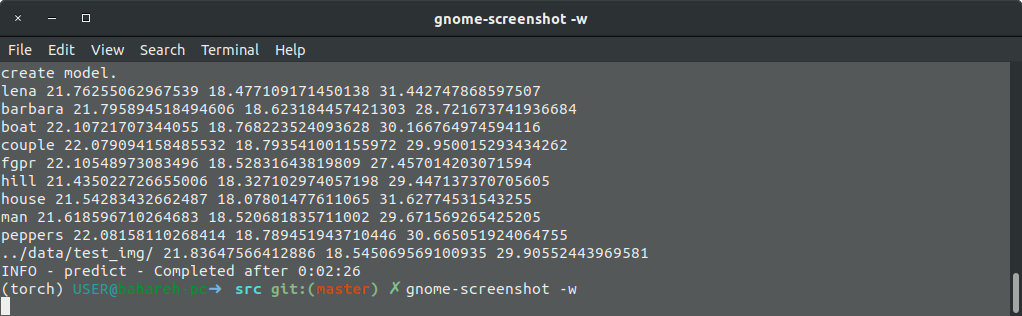 gnome-screenshot -w
File Edit View Search Terminal Help
create model.
lena 21.76255062967539 18.477109171450138 31.442747868597507
barbara 21.795894518494606 18.623184457421303 28.721673741936684
boat 22.10721707344055 18.768223524093628 30.166764974594116
couple 22.079094158485532 18.793541001155972 29.950015293434262
fgpr 22.10548973083496 18.52831643819809 27.457014203071594
hill 21.435022726655006 18.327102974057198 29.447137370705605
house 21.54283432662487 18.07801477611065 31.62774531543255
man 21.618596710264683 18.520681835711002 29.671569265425205
peppers 22.08158110268414 18.789451943710446 30.665051924064755
../data/test_img/ 21.83647566412886 18.545069569100935 29.90552443969581
INFO - predict - Completed after 0:02:26
(torch) USER@bahareh-pc➜ src git:(master) ✗ gnome-screenshot -w